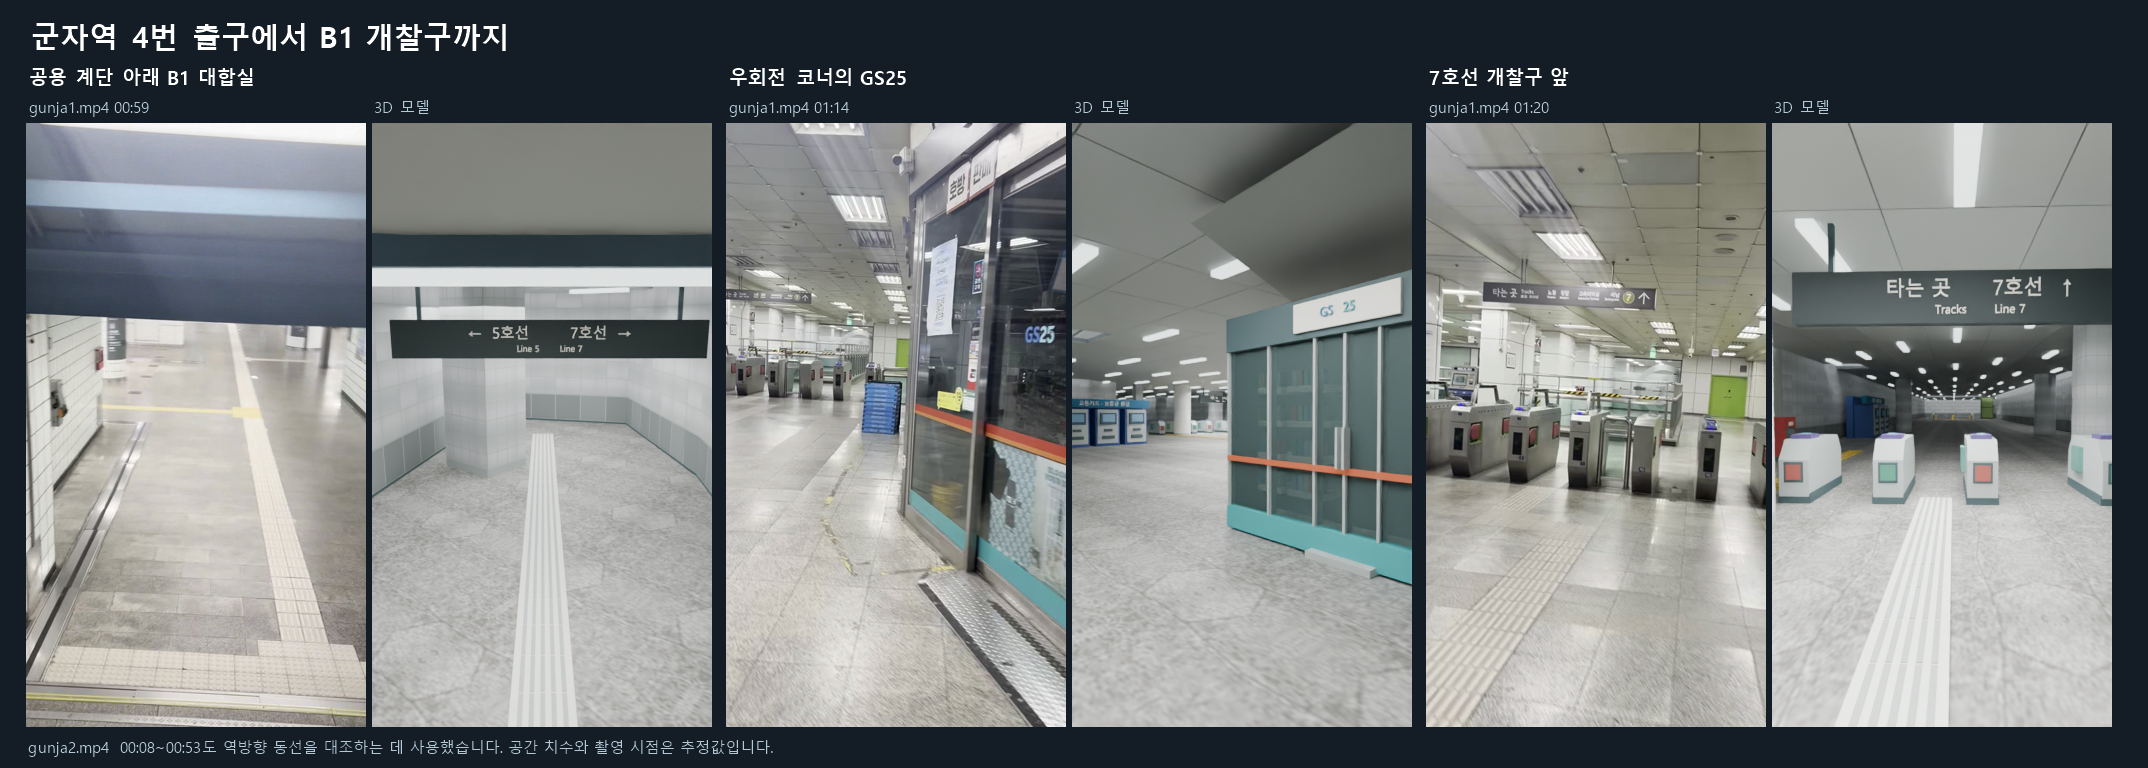 군자역 4번 출구에서 B1 개찰구까지
공용 계단 아래 B1 대합실
gunja1.mp4 00:59
3D 모델
← 5호선 7호선 →
Line 5 Line 7
우회전 코너의 GS25
gunja1.mp4 01:14
3D 모델
GS25
GS 25
7호선 개찰구 앞
gunja1.mp4 01:20
3D 모델
타는 곳 Tracks
7
타는 곳 7호선 ↑
Tracks Line 7
gunja2.mp4 00:08~00:53도 역방향 동선을 대조하는 데 사용했습니다. 공간 치수와 촬영 시점은 추정값입니다.